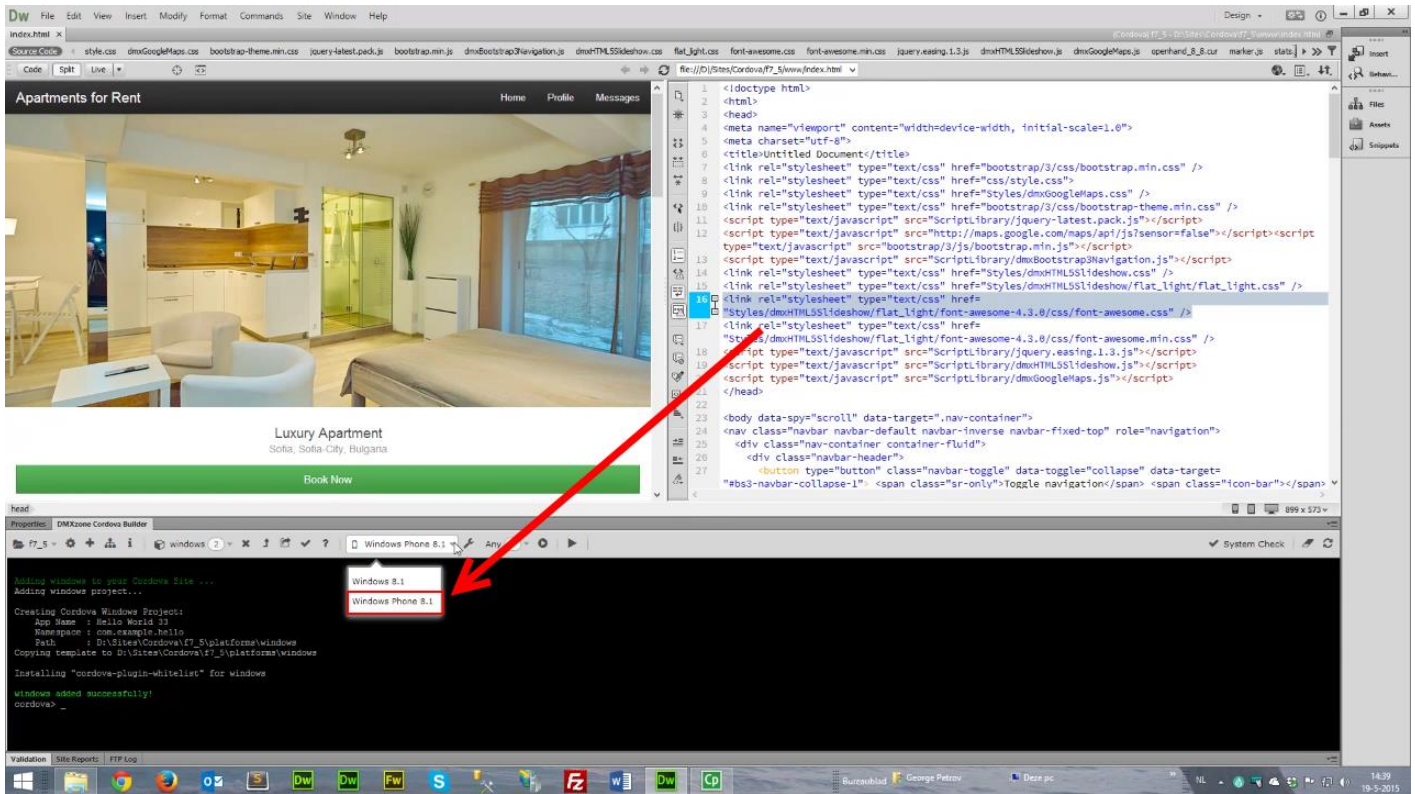 Dw File Edit View Insert Modify Format Commands Site Window Help
Design
index.html ×
Source Code style.css dmxGoogleMaps.css bootstrap-theme.min.css jquery-latest.pack.js bootstrap.min.js dmxBootstrap3Navigation.js dmxHTML5Slideshow.css flat_light.css font-awesome.css font-awesome.min.css jquery.easing.1.3.js dmxHTML5Slideshow.js dmxGoogleMaps.js openhand_8_8.cur marker.js stats.j
Code Split Live
file:///D|/Sites/Cordova/f7_5/www/index.html
Insert
Behavi...
Files
Assets
Snippets
Apartments for Rent
Home Profile Messages
Luxury Apartment
Sofia, Sofia-City, Bulgaria
Book Now
1 <!doctype html>
2 <html>
3 <head>
4 <meta name="viewport" content="width=device-width, initial-scale=1.0">
5 <meta charset="utf-8">
6 <title>Untitled Document</title>
7 <link rel="stylesheet" type="text/css" href="bootstrap/3/css/bootstrap.min.css" />
8 <link rel="stylesheet" type="text/css" href="css/style.css">
9 <link rel="stylesheet" type="text/css" href="Styles/dmxGoogleMaps.css" />
10 <link rel="stylesheet" type="text/css" href="bootstrap/3/css/bootstrap-theme.min.css" />
11 <script type="text/javascript" src="ScriptLibrary/jquery-latest.pack.js"></script>
12 <script type="text/javascript" src="http://maps.google.com/maps/api/js?sensor=false"></script><script
type="text/javascript" src="bootstrap/3/js/bootstrap.min.js"></script>
13 <script type="text/javascript" src="ScriptLibrary/dmxBootstrap3Navigation.js"></script>
14 <link rel="stylesheet" type="text/css" href="Styles/dmxHTML5Slideshow.css" />
15 <link rel="stylesheet" type="text/css" href="Styles/dmxHTML5Slideshow/flat_light/flat_light.css" />
16 <link rel="stylesheet" type="text/css" href=
"Styles/dmxHTML5Slideshow/flat_light/font-awesome-4.3.0/css/font-awesome.css" />
17 <link rel="stylesheet" type="text/css" href=
"Styles/dmxHTML5Slideshow/flat_light/font-awesome-4.3.0/css/font-awesome.min.css" />
18 <script type="text/javascript" src="ScriptLibrary/jquery.easing.1.3.js"></script>
19 <script type="text/javascript" src="ScriptLibrary/dmxHTML5Slideshow.js"></script>
<script type="text/javascript" src="ScriptLibrary/dmxGoogleMaps.js"></script>
21 </head>
22
23 <body data-spy="scroll" data-target=".nav-container">
24 <nav class="navbar navbar-default navbar-inverse navbar-fixed-top" role="navigation">
25 <div class="nav-container container-fluid">
26 <div class="navbar-header">
27 <button type="button" class="navbar-toggle" data-toggle="collapse" data-target=
"#bs3-navbar-collapse-1"> <span class="sr-only">Toggle navigation</span> <span class="icon-bar"></span>
head
899 x 573
Properties DMXzone Cordova Builder
f7_5 windows 2 Windows Phone 8.1 Any System Check
Windows 8.1
Windows Phone 8.1
Adding windows to your Cordova Site ...
Adding windows project...
Creating Cordova Windows Project:
App Name : Hello World 33
Namespace : com.example.hello
Path : D:\Sites\Cordova\f7_5\platforms\windows
Copying template to D:\Sites\Cordova\f7_5\platforms\windows
Installing "cordova-plugin-whitelist" for windows
windows added successfully!
cordova> _
Validation Site Reports FTP Log
Dw Dw Fw S Fz W Dw Cp
Bureaublad George Petrov Deze pc
NL
14:39
19-5-2015